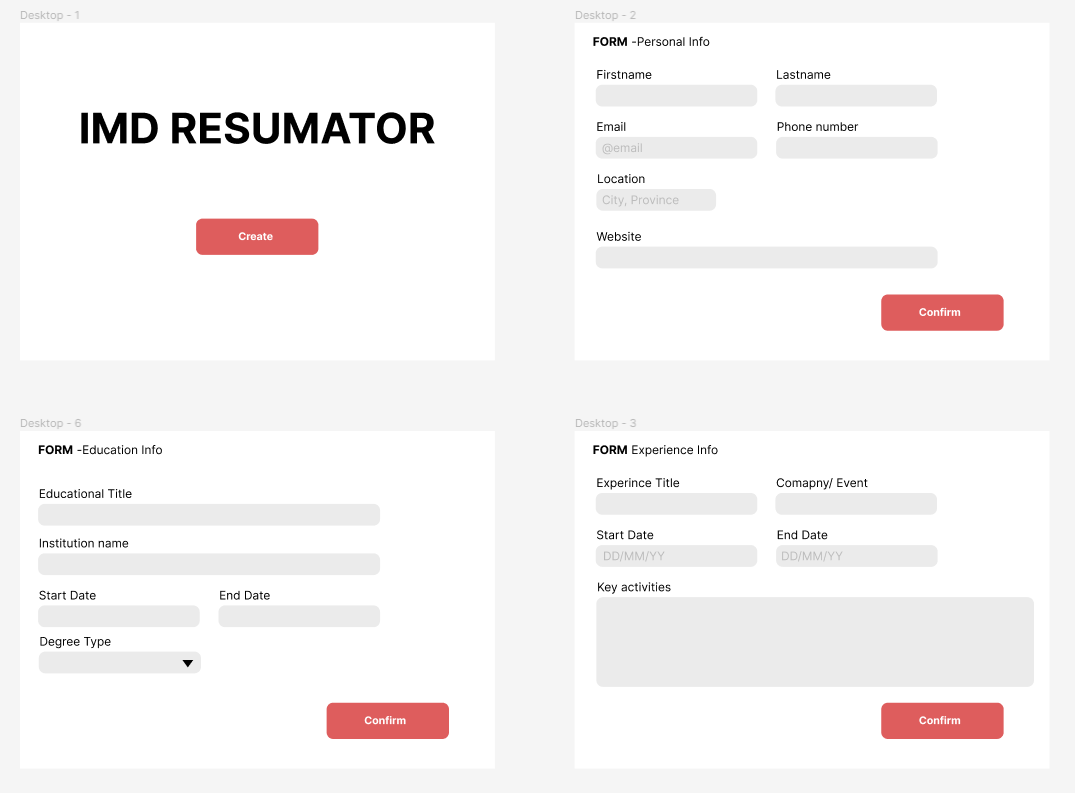 Desktop - 1
IMD RESUMATOR
Create
Desktop - 2
FORM -Personal Info
Firstname Lastname
Email Phone number
@email
Location
City, Province
Website
Confirm
Desktop - 6
FORM -Education Info
Educational Title
Institution name
Start Date End Date
Degree Type
Confirm
Desktop - 3
FORM Experience Info
Experince Title Comapny/ Event
Start Date End Date
DD/MM/YY DD/MM/YY
Key activities
Confirm